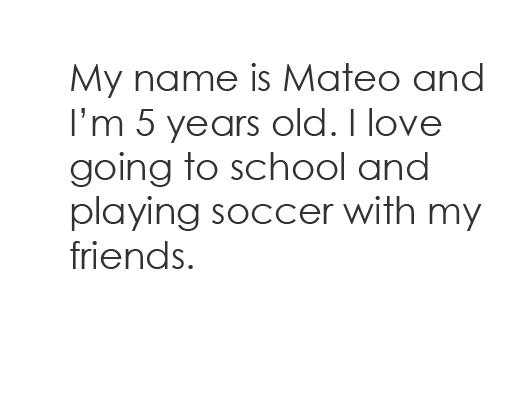 My name is Mateo and
I’m 5 years old. I love
going to school and
playing soccer with my
friends.